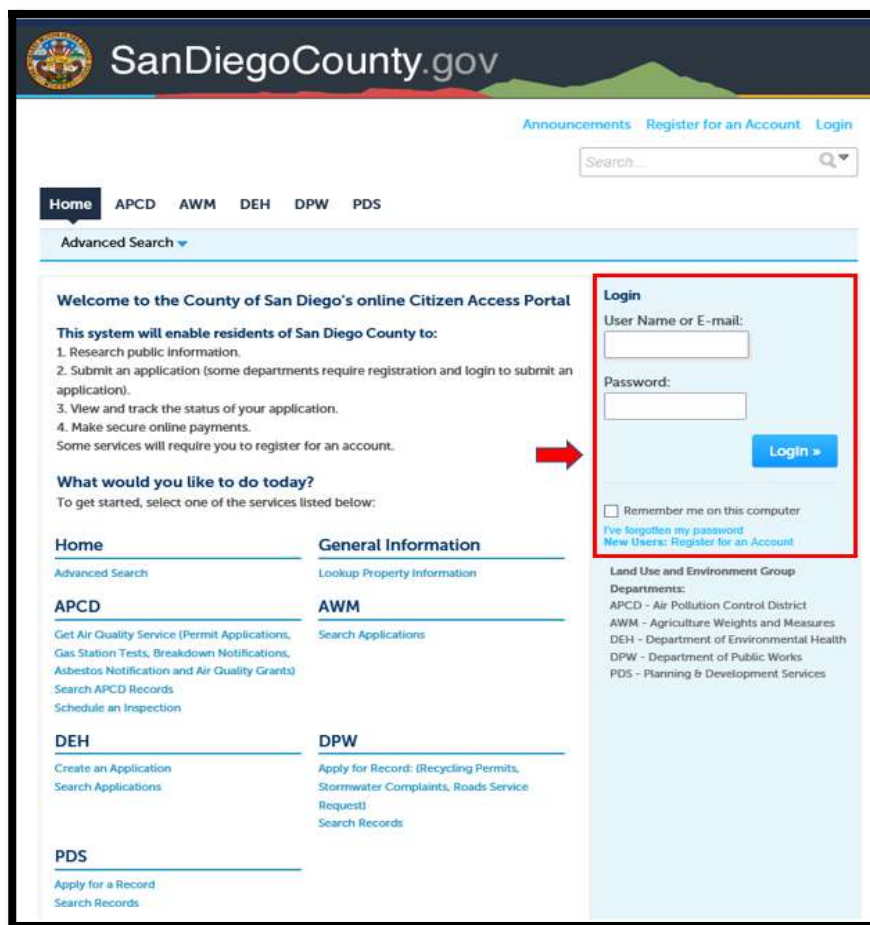 SanDiegoCounty.gov
Announcements Register for an Account Login
Search...
Home APCD AWM DEH DPW PDS
Advanced Search
Welcome to the County of San Diego's online Citizen Access Portal
This system will enable residents of San Diego County to:
1. Research public information.
2. Submit an application (some departments require registration and login to submit an
application).
3. View and track the status of your application.
4. Make secure online payments.
Some services will require you to register for an account.
What would you like to do today?
To get started, select one of the services listed below:
Home
Advanced Search
General Information
Lookup Property Information
APCD
Get Air Quality Service (Permit Applications,
Gas Station Tests, Breakdown Notifications,
Asbestos Notification and Air Quality Grants)
Search APCD Records
Schedule an Inspection
AWM
Search Applications
DEH
Create an Application
Search Applications
DPW
Apply for Record: (Recycling Permits,
Stormwater Complaints, Roads Service
Request)
Search Records
PDS
Apply for a Record
Search Records
Login
User Name or E-mail:
Password:
Login »
Remember me on this computer
I've forgotten my password
New Users: Register for an Account
Land Use and Environment Group
Departments:
APCD - Air Pollution Control District
AWM - Agriculture Weights and Measures
DEH - Department of Environmental Health
DPW - Department of Public Works
PDS - Planning & Development Services